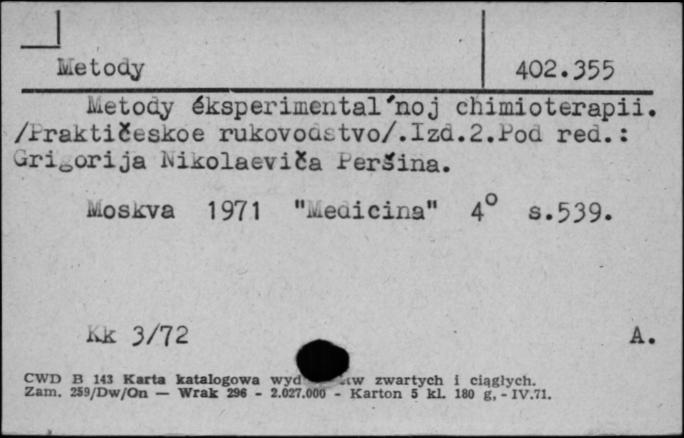 Metody 402.355
Metody éksperimental'noj chimioterapii.
/Praktičeskoe rukovodstvo/.Izd.2.Pod red.:
Grigorija Nikolaeviča Peršina.
Moskva 1971 "Medicina" 4° s.539.
Kk 3/72 A.
CWD B 143 Karta katalogowa zwartych i ciągłych.
Zam. 259/Dw/On — Wrak 296 - 2.027.000 - Karton 5 kl. 180 g, - IV.71.